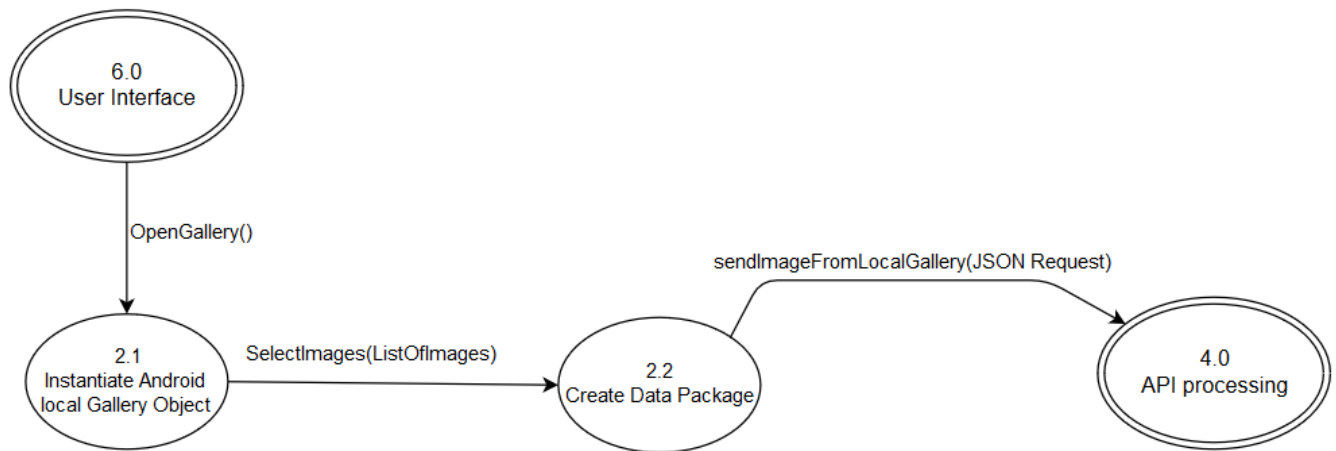 6.0
User Interface
OpenGallery()
sendImageFromLocalGallery(JSON Request)
2.1
Instantiate Android
local Gallery Object
SelectImages(ListOfImages)
2.2
Create Data Package
4.0
API processing